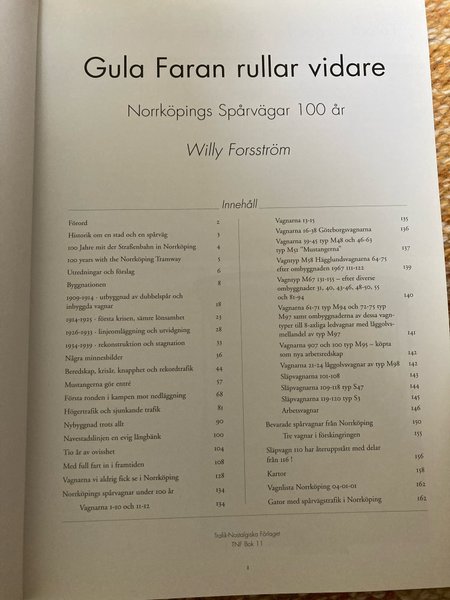 Gula Faran rullar vidare
Norrköpings Spårvägar 100 år
Willy Forsström
Innehåll
Förord 2
Historik om en stad och en spårväg 3
100 Jahre mit der Straßenbahn in Norrköping 4
100 years with the Norrköping Tramway 5
Utredningar och förslag 6
Byggnationen 8
1909-1914 - utbyggnad av dubbelspår och
inbyggda vagnar 18
1914-1925 - första krisen, sämre lönsamhet 23
1926-1933 - linjeomläggning och utvidgning 28
1934-1939 - rekonstruktion och stagnation 31
Några minnesbilder 36
Beredskap, krisår, knapphet och rekordtrafik 44
Mustangerna gör entré 57
Första ronden i kampen mot nedläggning 68
Högertrafik och sjunkande trafik 81
Nybyggnad trots allt 90
Navestadslinjen en evig långbänk 100
Tio år av ovisshet 104
Med full fart in i framtiden 108
Vagnarna vi aldrig fick se i Norrköping 128
Norrköpings spårvagnar under 100 år 134
Vagnarna 1-10 och 11-12 134
Vagnarna 13-15 135
Vagnarna 16-38 Göteborgsvagnarna 136
Vagnarna 39-45 typ M48 och 46-63
typ M51 "Mustangerna" 137
Vagntyp M58 Hägglundsvagnarna 64-75
efter ombyggnaden 1967 111-122 139
Vagntyp M67 131-155 – efter diverse
ombyggnader 31, 40, 43-46, 48-50, 55
och 81-94 140
Vagnarna 61-71 typ M94 och 72-75 typ
M97 samt ombyggnaderna av dessa vagn-
typer till 8-axliga ledvagnar med låggolvs-
mellandel av typ M97 141
Vagnarna 907 och 100 typ M95 – köpta
som nya arbetsredskap 141
Vagnarna 21-24 låggolvsvagnar av typ M98 142
Släpvagnarna 101-108 143
Släpvagnarna 109-118 typ S47 144
Släpvagnarna 119-120 typ S3 145
Arbetsvagnar 146
Bevarade spårvagnar från Norrköping 150
Tre vagnar i förskingringen 155
Släpvagn 110 har återuppstått med delar
från 116 ! 156
Kartor 158
Vagnlista Norrköping 04-01-01 162
Gator med spårvägstrafik i Norrköping 162
Trafik-Nostalgiska Förlaget
TNF Bok 11
1